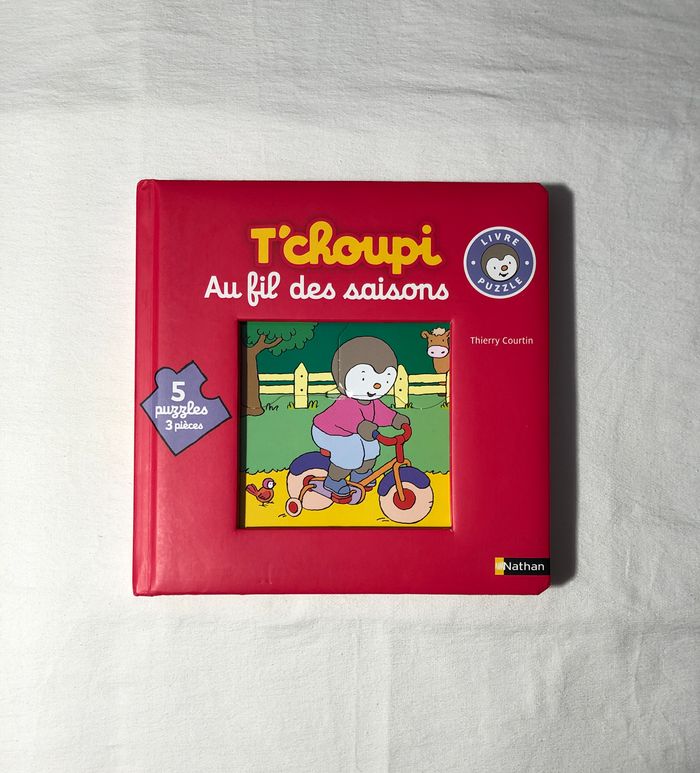 T'choupi
Au fil des saisons
LIVRE
PUZZLE
Thierry Courtin
5
puzzles
3 pièces
Nathan